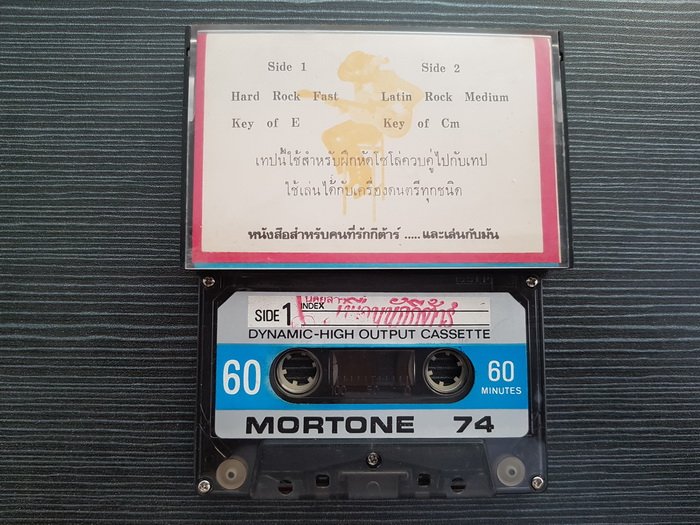 Side 1 Side 2
Hard Rock Fast Latin Rock Medium
Key of E Key of Cm
เทปนี้ใช้สำหรับฝึกหัดโซโล่ควบคู่ไปกับเทป
ใช้เล่นได้กับเครื่องดนตรีทุกชนิด
หนังสือสำหรับคนที่รักกีต้าร์ .....และเล่นกับมัน
SIDE 1 INDEX
DYNAMIC-HIGH OUTPUT CASSETTE
60 60
MINUTES
MORTONE 74